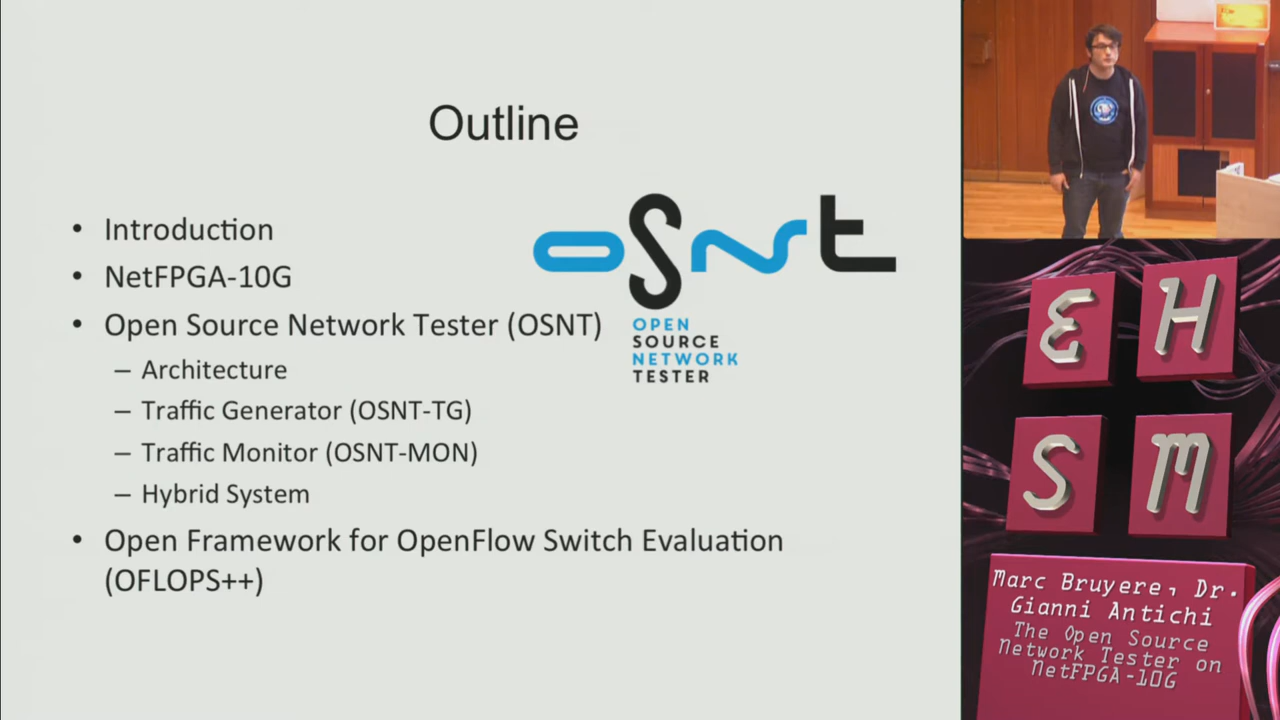 Outline
• Introduction
• NetFPGA-10G
• Open Source Network Tester (OSNT)
– Architecture
– Traffic Generator (OSNT-TG)
– Traffic Monitor (OSNT-MON)
– Hybrid System
• Open Framework for OpenFlow Switch Evaluation
(OFLOPS++)
osnt
OPEN
SOURCE
NETWORK
TESTER
E H
S M
Marc Bruyere, Dr.
Gianni Antichi
The Open Source
Network Tester on
NetFPGA-10G